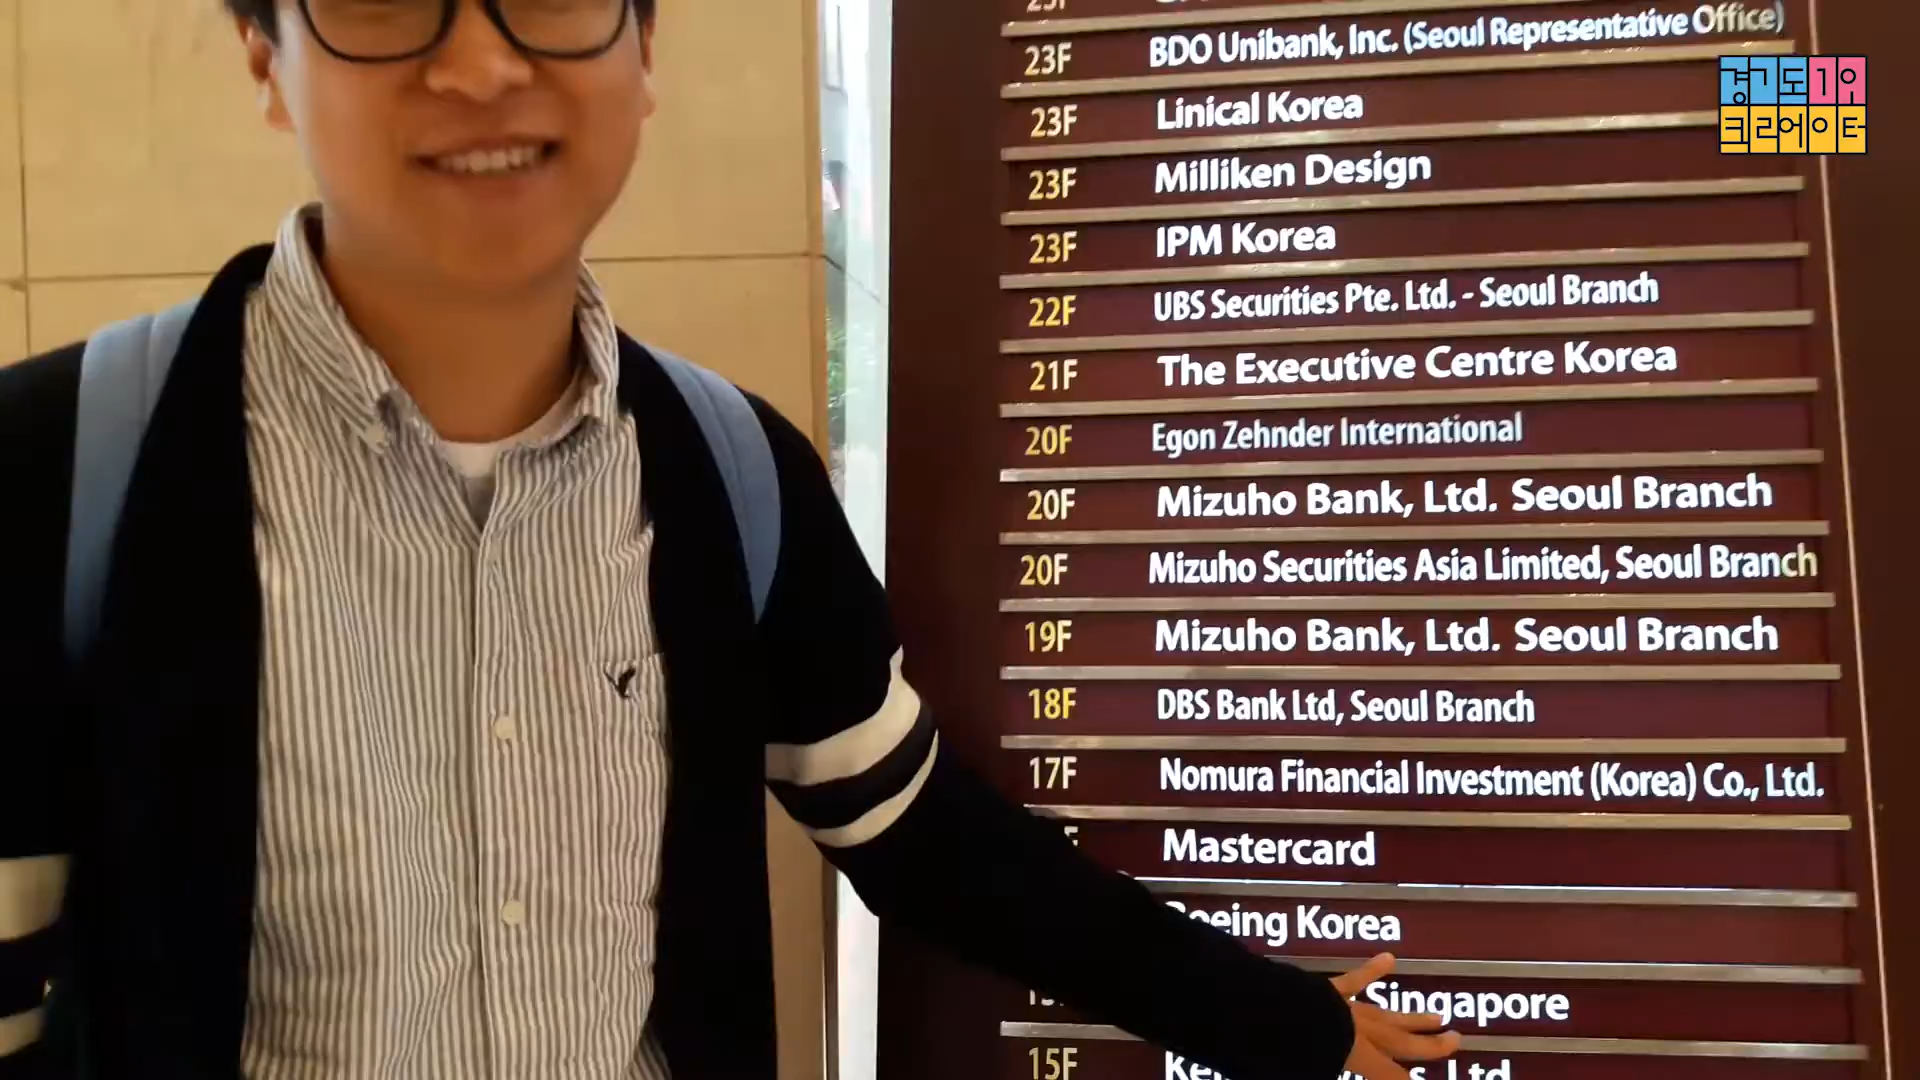 23F BDO Unibank, Inc. (Seoul Representative Office)
23F Linical Korea
23F Milliken Design
23F IPM Korea
22F UBS Securities Pte. Ltd. - Seoul Branch
21F The Executive Centre Korea
20F Egon Zehnder International
20F Mizuho Bank, Ltd. Seoul Branch
20F Mizuho Securities Asia Limited, Seoul Branch
19F Mizuho Bank, Ltd. Seoul Branch
18F DBS Bank Ltd, Seoul Branch
17F Nomura Financial Investment (Korea) Co., Ltd.
Mastercard
Boeing Korea
Singapore
15F Ltd
경기도1인
크리에이터